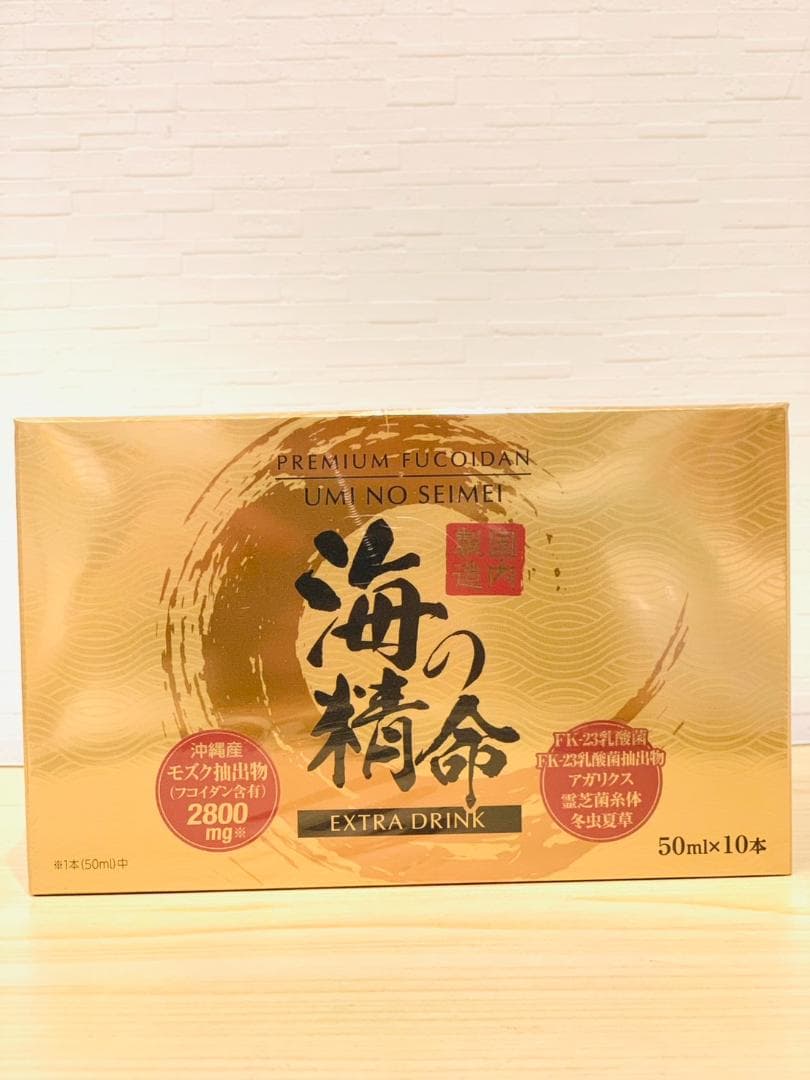 PREMIUM FUCOIDAN
UMI NO SEIMEI
国内
製造
海の
精命
EXTRA DRINK
沖縄産
モズク抽出物
(フコイダン含有)
2800
mg※
FK-23乳酸菌
FK-23乳酸菌抽出物
アガリクス
霊芝菌糸体
冬虫夏草
※1本(50ml)中
50ml×10本